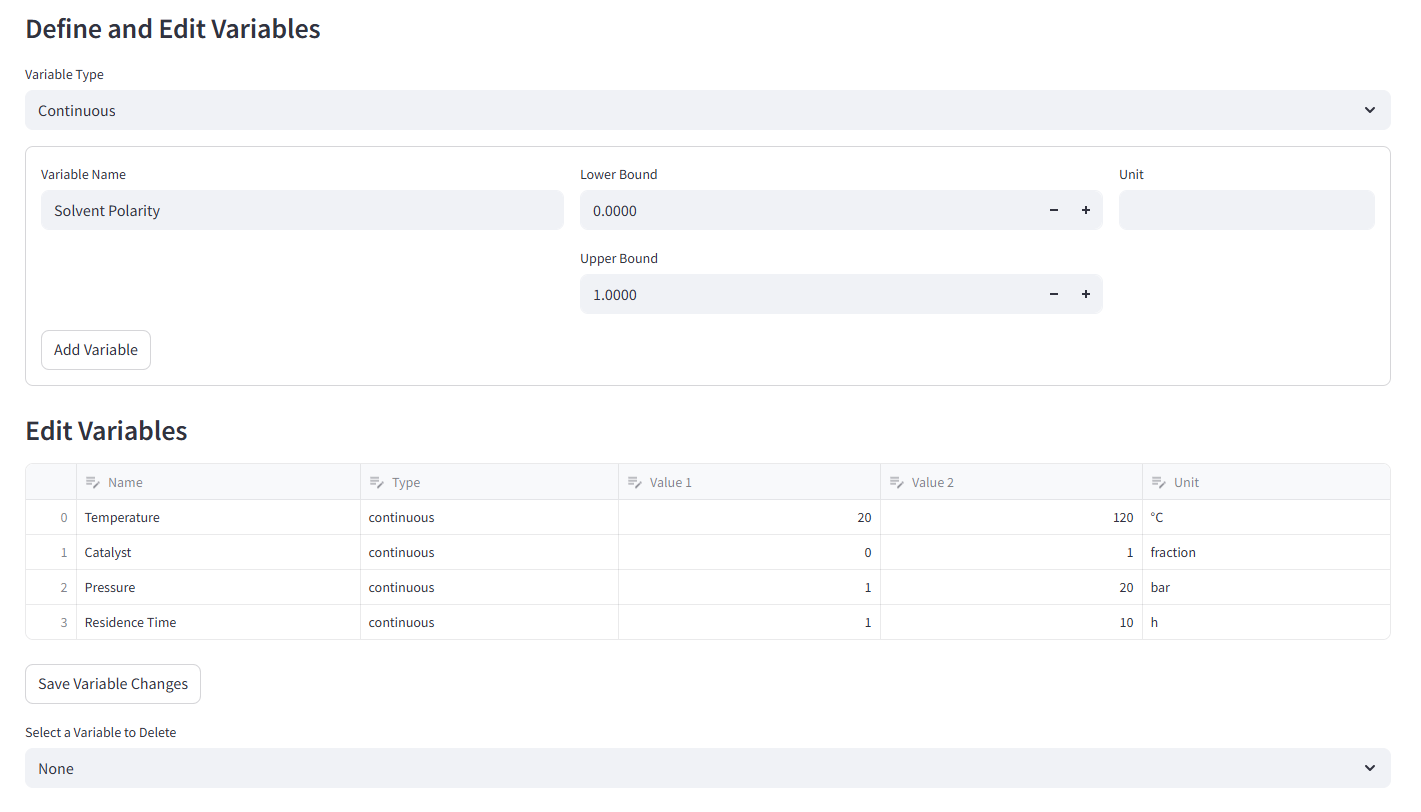 Define and Edit Variables
Variable Type
Continuous
Variable Name Lower Bound Unit
Solvent Polarity 0.0000 − +
Upper Bound
1.0000 − +
Add Variable
Edit Variables
Name Type Value 1 Value 2 Unit
0 Temperature continuous 20 120 °C
1 Catalyst continuous 0 1 fraction
2 Pressure continuous 1 20 bar
3 Residence Time continuous 1 10 h
Save Variable Changes
Select a Variable to Delete
None